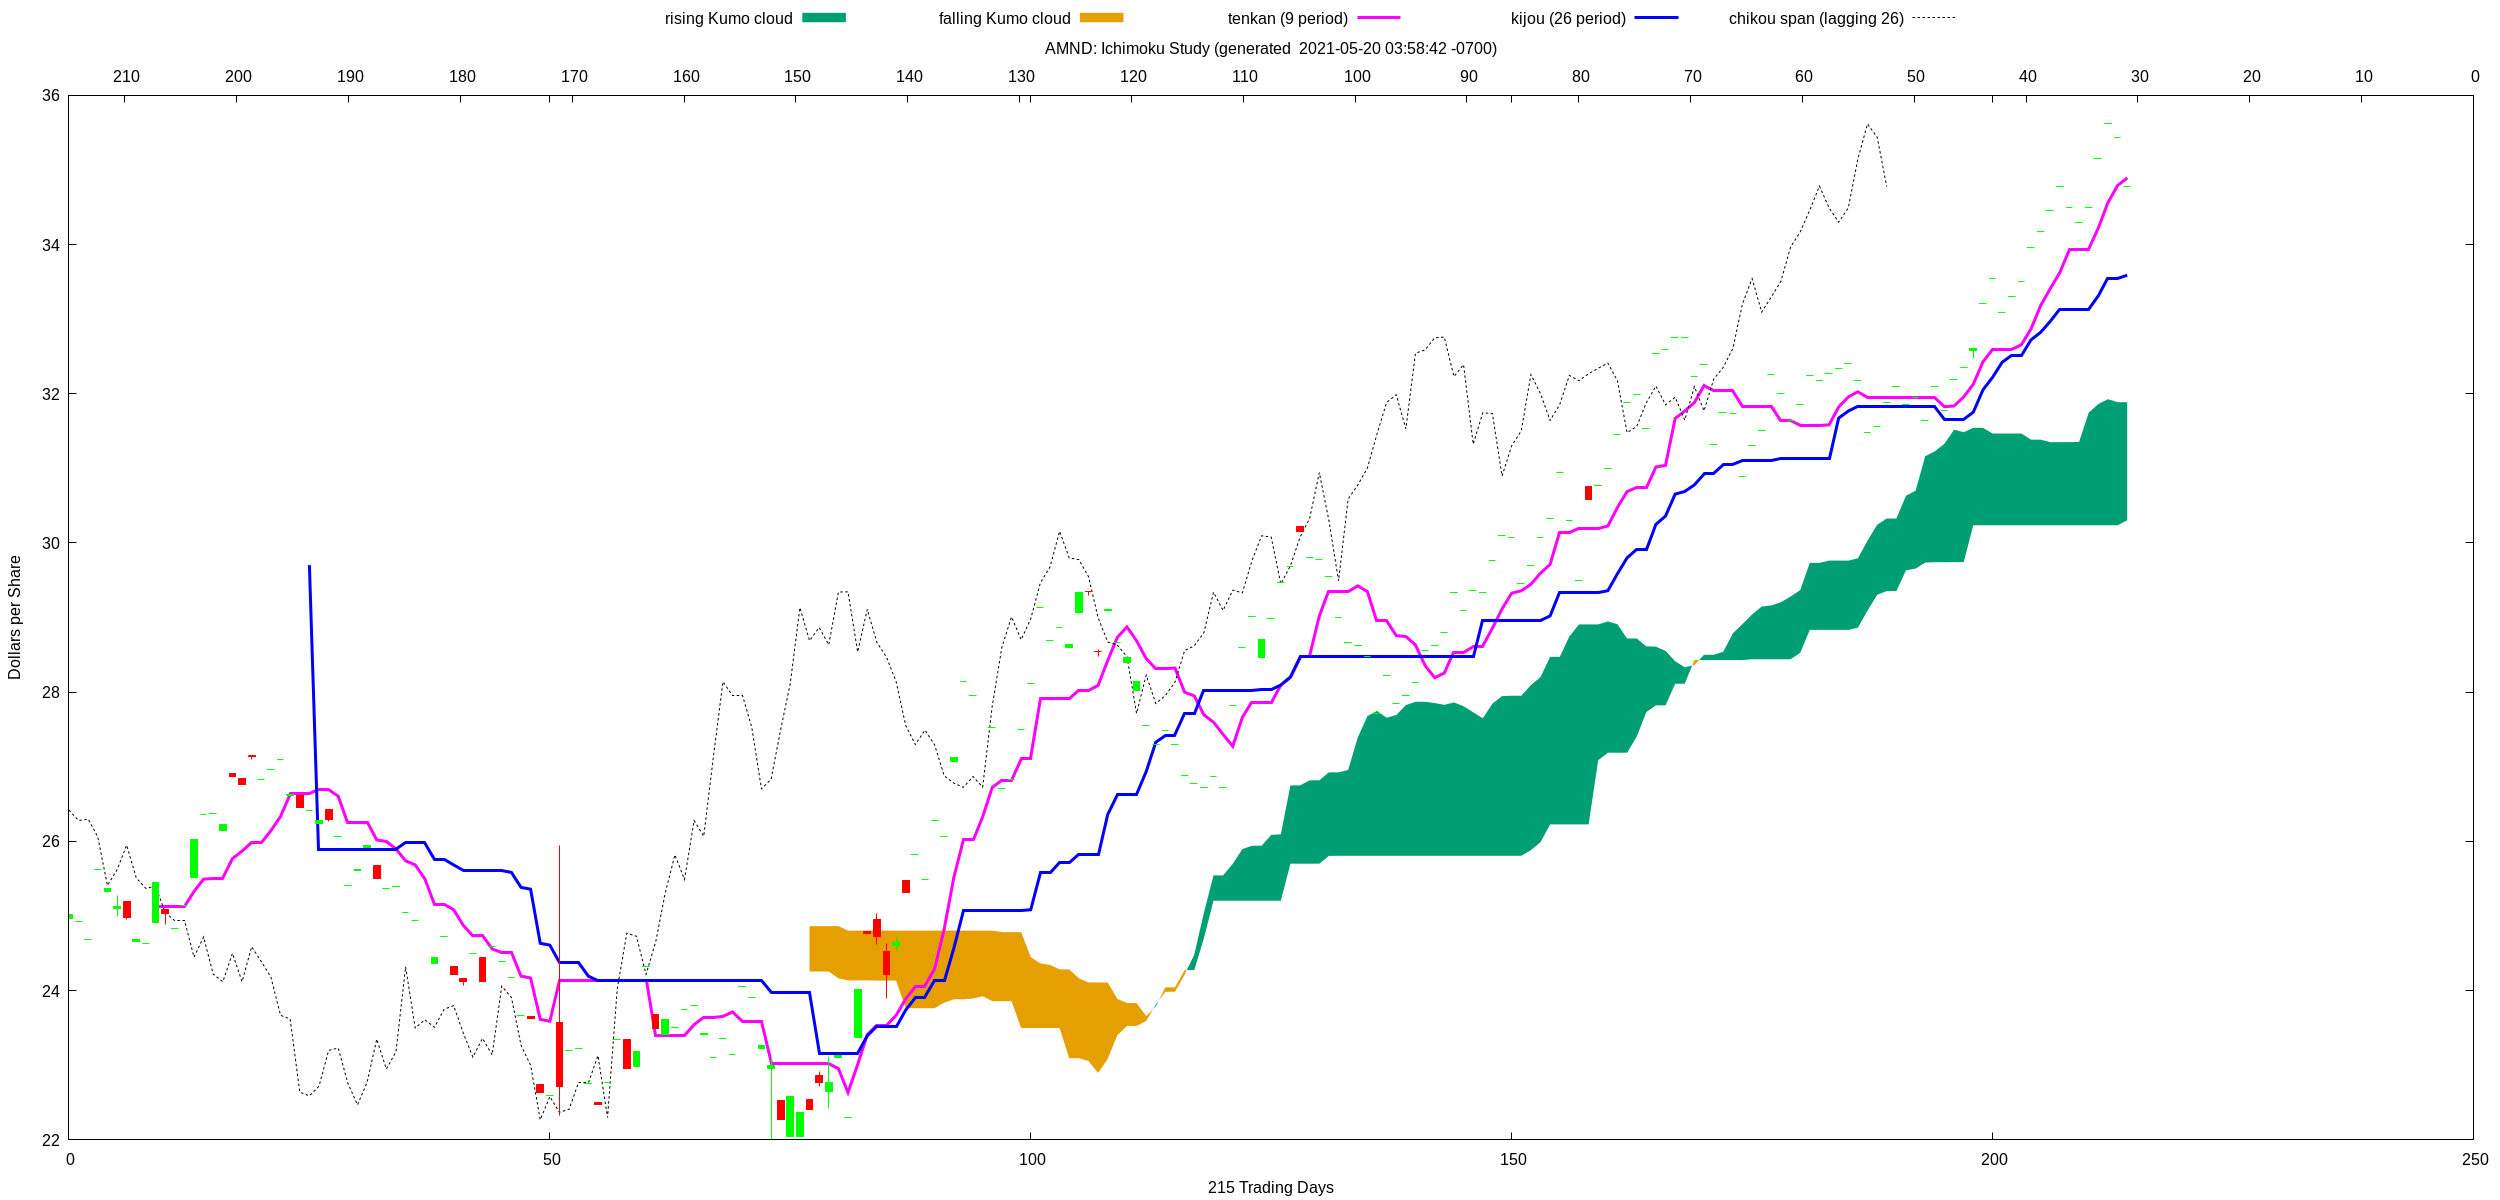 rising Kumo cloud falling Kumo cloud tenkan (9 period) kijou (26 period) chikou span (lagging 26)
AMND: Ichimoku Study (generated  2021-05-20 03:58:42 -0700)
210 200 190 180 170 160 150 140 130 120 110 100 90 80 70 60 50 40 30 20 10 0
36
34
32
30
28
26
24
22
Dollars per Share
0 50 100 150 200 250
215 Trading Days